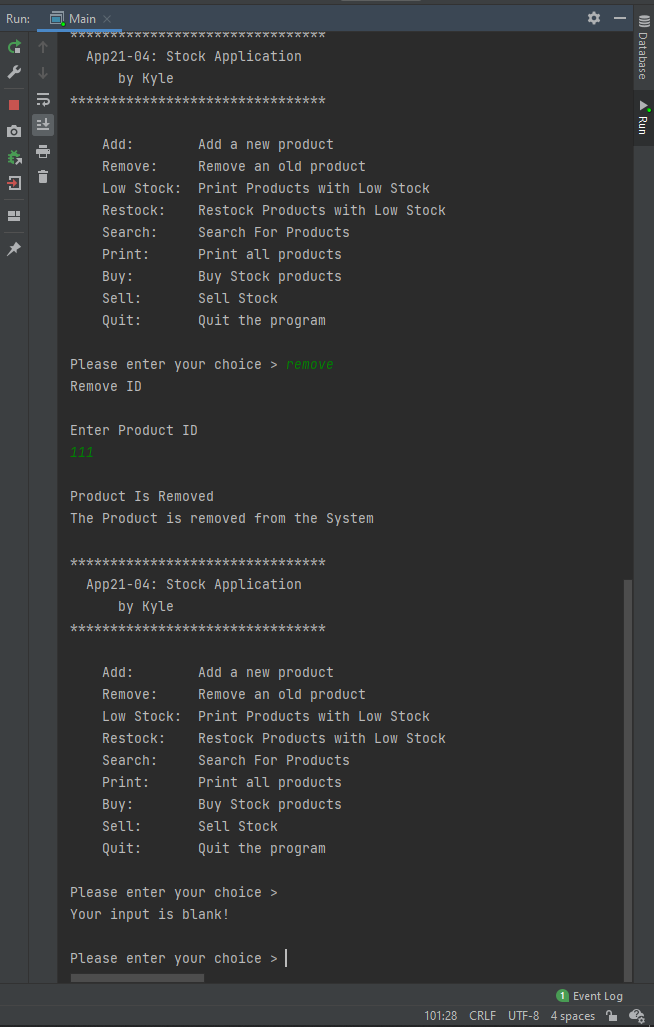 Run: Main
********************************
App21-04: Stock Application
by Kyle
********************************
Add: Add a new product
Remove: Remove an old product
Low Stock: Print Products with Low Stock
Restock: Restock Products with Low Stock
Search: Search For Products
Print: Print all products
Buy: Buy Stock products
Sell: Sell Stock
Quit: Quit the program
Please enter your choice > remove
Remove ID
Enter Product ID
111
Product Is Removed
The Product is removed from the System
********************************
App21-04: Stock Application
by Kyle
********************************
Add: Add a new product
Remove: Remove an old product
Low Stock: Print Products with Low Stock
Restock: Restock Products with Low Stock
Search: Search For Products
Print: Print all products
Buy: Buy Stock products
Sell: Sell Stock
Quit: Quit the program
Please enter your choice >
Your input is blank!
Please enter your choice >
Database
Run
1 Event Log
101:28 CRLF UTF-8 4 spaces